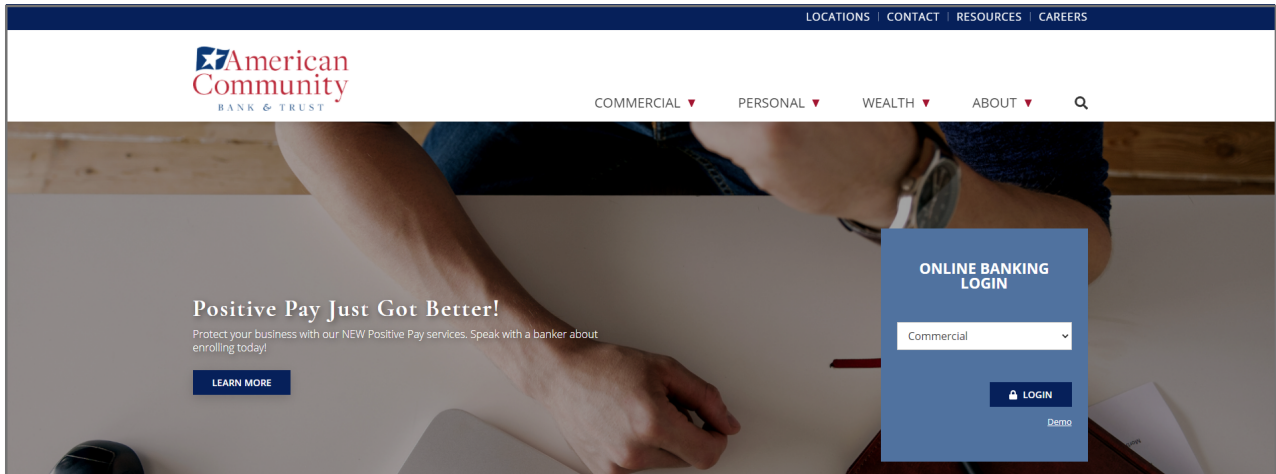 LOCATIONS | CONTACT | RESOURCES | CAREERS
American
Community
BANK & TRUST
COMMERCIAL ▼ PERSONAL ▼ WEALTH ▼ ABOUT ▼
ONLINE BANKING
LOGIN
Positive Pay Just Got Better!
Protect your business with our NEW Positive Pay services. Speak with a banker about
enrolling today!
Commercial
LEARN MORE
LOGIN
Demo